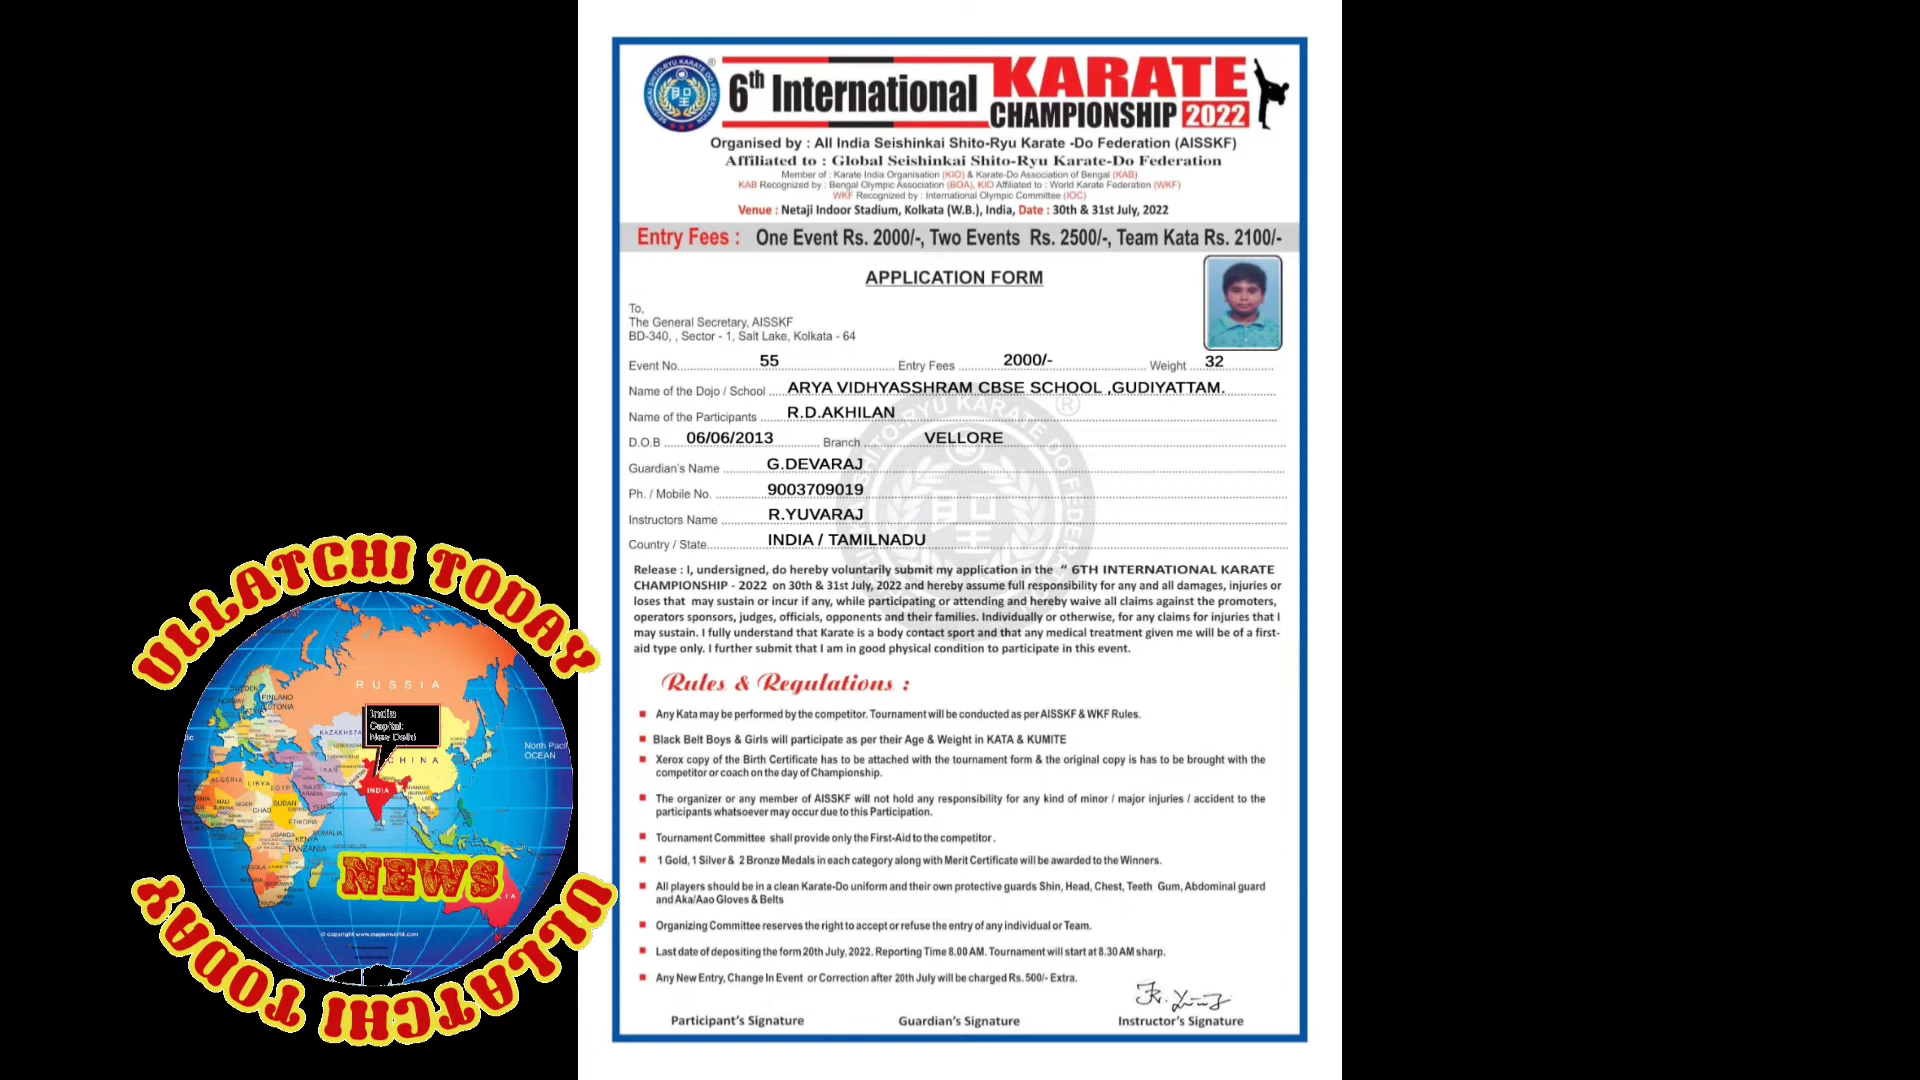 6th International KARATE
CHAMPIONSHIP 2022
Organised by : All India Seishinkai Shito-Ryu Karate -Do Federation (AISSKF)
Affiliated to : Global Seishinkai Shito-Ryu Karate-Do Federation
Member of : Karate India Organisation (KIO) & Karate-Do Association of Bengal (KAB)
KAB Recognized by : Bengal Olympic Association (BOA), KIO Affiliated to : World Karate Federation (WKF)
WKF Recognized by : International Olympic Committee (IOC)
Venue : Netaji Indoor Stadium, Kolkata (W.B.), India, Date : 30th & 31st July, 2022
Entry Fees : One Event Rs. 2000/-, Two Events Rs. 2500/-, Team Kata Rs. 2100/-
APPLICATION FORM
To,
The General Secretary, AISSKF
BD-340, , Sector - 1, Salt Lake, Kolkata - 64
Event No. 55 Entry Fees 2000/- Weight 32
Name of the Dojo / School ARYA VIDHYASSHRAM CBSE SCHOOL ,GUDIYATTAM.
Name of the Participants R.D.AKHILAN
D.O.B 06/06/2013 Branch VELLORE
Guardian's Name G.DEVARAJ
Ph. / Mobile No. 9003709019
Instructors Name R.YUVARAJ
Country / State INDIA / TAMILNADU
Release : I, undersigned, do hereby voluntarily submit my application in the " 6TH INTERNATIONAL KARATE
CHAMPIONSHIP - 2022 on 30th & 31st July, 2022 and hereby assume full responsibility for any and all damages, injuries or
loses that may sustain or incur if any, while participating or attending and hereby waive all claims against the promoters,
operators sponsors, judges, officials, opponents and their families. Individually or otherwise, for any claims for injuries that I
may sustain. I fully understand that Karate is a body contact sport and that any medical treatment given me will be of a first-
aid type only. I further submit that I am in good physical condition to participate in this event.
Rules & Regulations :
Any Kata may be performed by the competitor. Tournament will be conducted as per AISSKF & WKF Rules.
Black Belt Boys & Girls will participate as per their Age & Weight in KATA & KUMITE
Xerox copy of the Birth Certificate has to be attached with the tournament form & the original copy is has to be brought with the
competitor or coach on the day of Championship.
The organizer or any member of AISSKF will not hold any responsibility for any kind of minor / major injuries / accident to the
participants whatsoever may occur due to this Participation.
Tournament Committee shall provide only the First-Aid to the competitor.
1 Gold, 1 Silver & 2 Bronze Medals in each category along with Merit Certificate will be awarded to the Winners.
All players should be in a clean Karate-Do uniform and their own protective guards Shin, Head, Chest, Teeth Gum, Abdominal guard
and Aka/Aao Gloves & Belts
Organizing Committee reserves the right to accept or refuse the entry of any individual or Team.
Last date of depositing the form 20th July, 2022. Reporting Time 8.00 AM. Tournament will start at 8.30 AM sharp.
Any New Entry, Change In Event or Correction after 20th July will be charged Rs. 500/- Extra.
Participant's Signature Guardian's Signature Instructor's Signature
ULLATCHI TODAY
RUSSIA
India
Capital:
New Delhi
CHINA
INDIA
North Pacif
OCEAN
FINLAND
ALGERIA
LIBYA
EGYPT
CHAD
SUDAN
ETHIOPIA
KENYA
TANZANIA
NEWS
© copyright www.mapsnworld.com
ULLATCHI TODAY